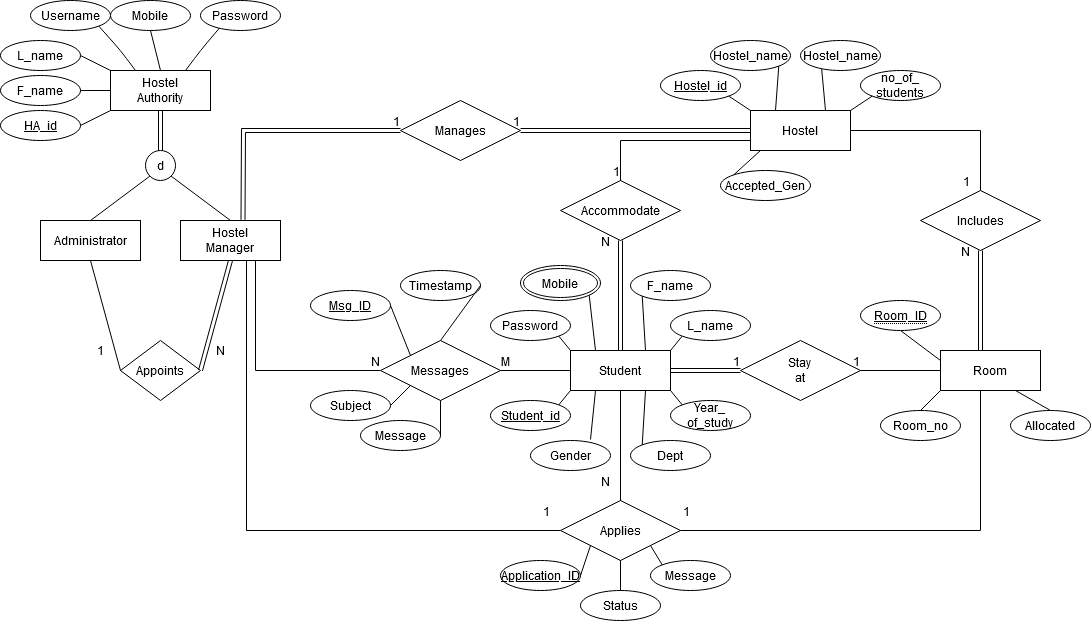 Username
Mobile
Password
L_name
Hostel
Authority
F_name
HA_id
d
Administrator
Hostel
Manager
1
Appoints
N
1
Manages
1
Hostel_name
Hostel_name
Hostel_id
no_of_
students
Hostel
Accepted_Gen
1
Accommodate
N
1
Includes
N
Timestamp
Msg_ID
N
Messages
M
Subject
Message
Mobile
F_name
Password
L_name
Student
Student_id
Year_
of_study
Gender
Dept
1
Stay
at
1
Room_ID
Room
Room_no
Allocated
N
1
Applies
1
Application_ID
Message
Status